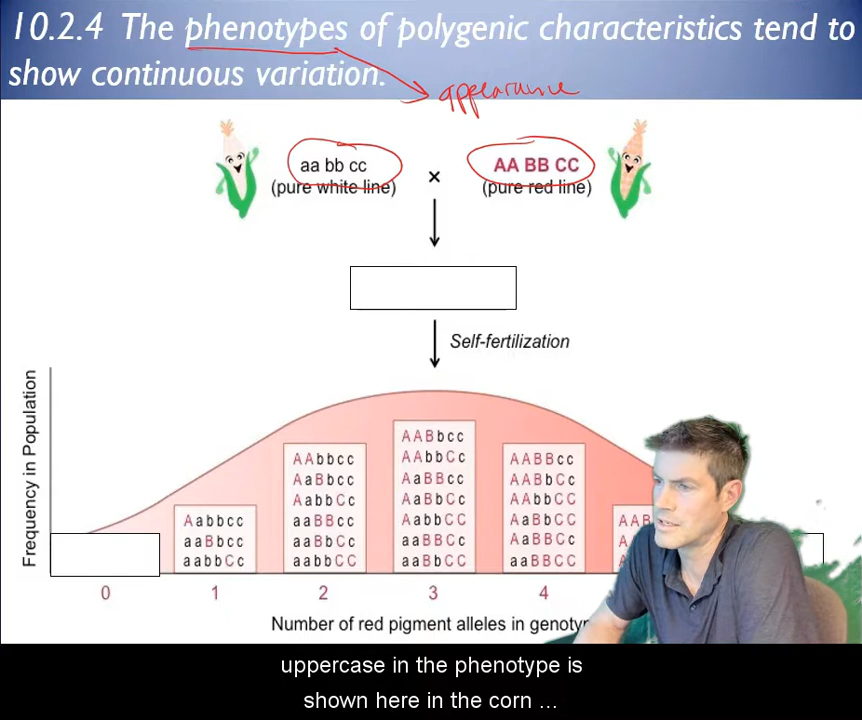 10.2.4 The phenotypes of polygenic characteristics tend to
show continuous variation.
appearance
aa bb cc
(pure white line)
×
AA BB CC
(pure red line)
Self-fertilization
Frequency in Population
Aabbcc
aaBbcc
aabbCc
AAbbcc
AaBbcc
AabbCc
aaBBcc
aaBbCc
aabbCC
AABbcc
AAbbCc
AaBBcc
AaBbCc
AabbCC
aaBBCc
aaBbCC
AABBcc
AABbCc
AAbbCC
AaBbCC
AaBBCc
aaBBCC
AAB
0 1 2 3 4
Number of red pigment alleles in
uppercase in the phenotype is
shown here in the corn ...